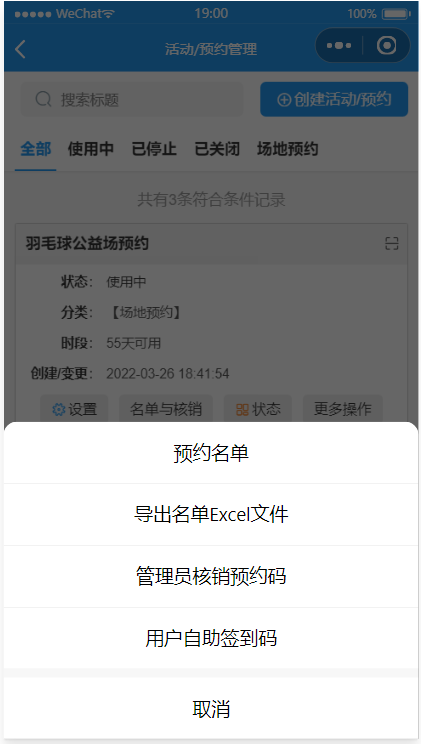 WeChat 19:00 100%
活动/预约管理
搜索标题 创建活动/预约
全部 使用中 已停止 已关闭 场地预约
共有3条符合条件记录
羽毛球公益场预约
状态： 使用中
分类： 【场地预约】
时段： 55天可用
创建/变更： 2022-03-26 18:41:54
设置 名单与核销 状态 更多操作
预约名单
导出名单Excel文件
管理员核销预约码
用户自助签到码
取消